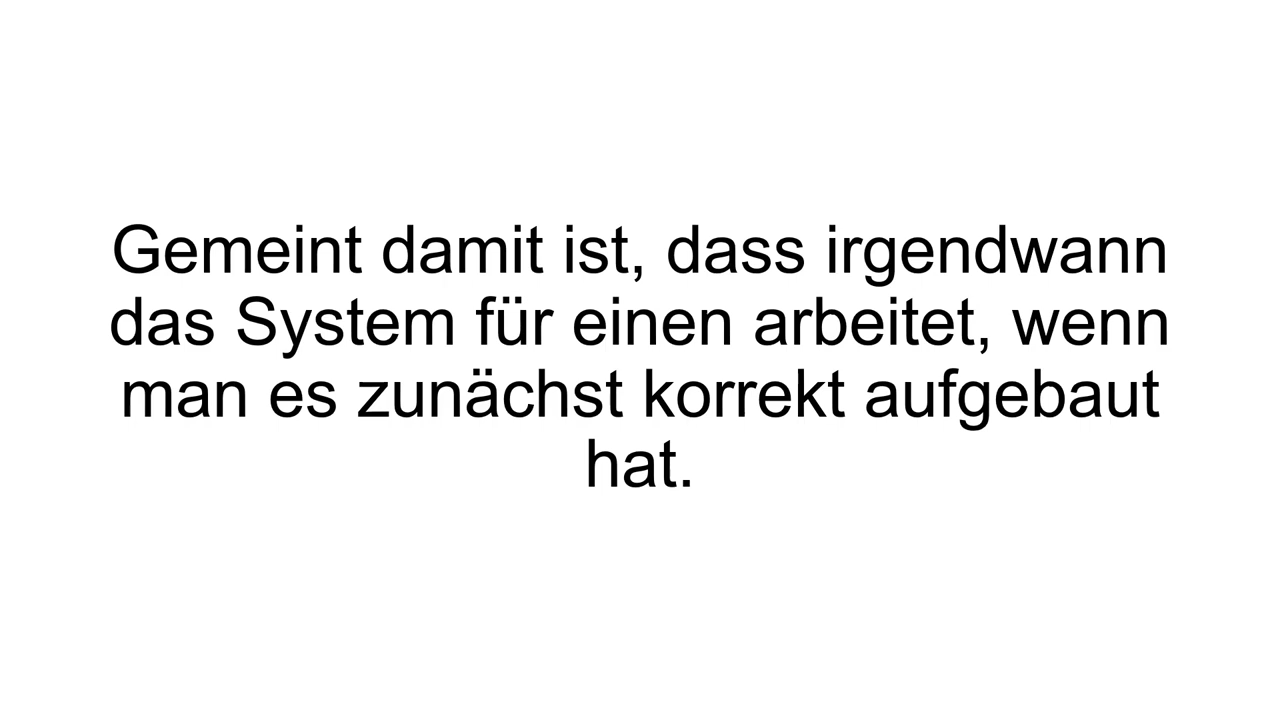 Gemeint damit ist, dass irgendwann
das System für einen arbeitet, wenn
man es zunächst korrekt aufgebaut
hat.